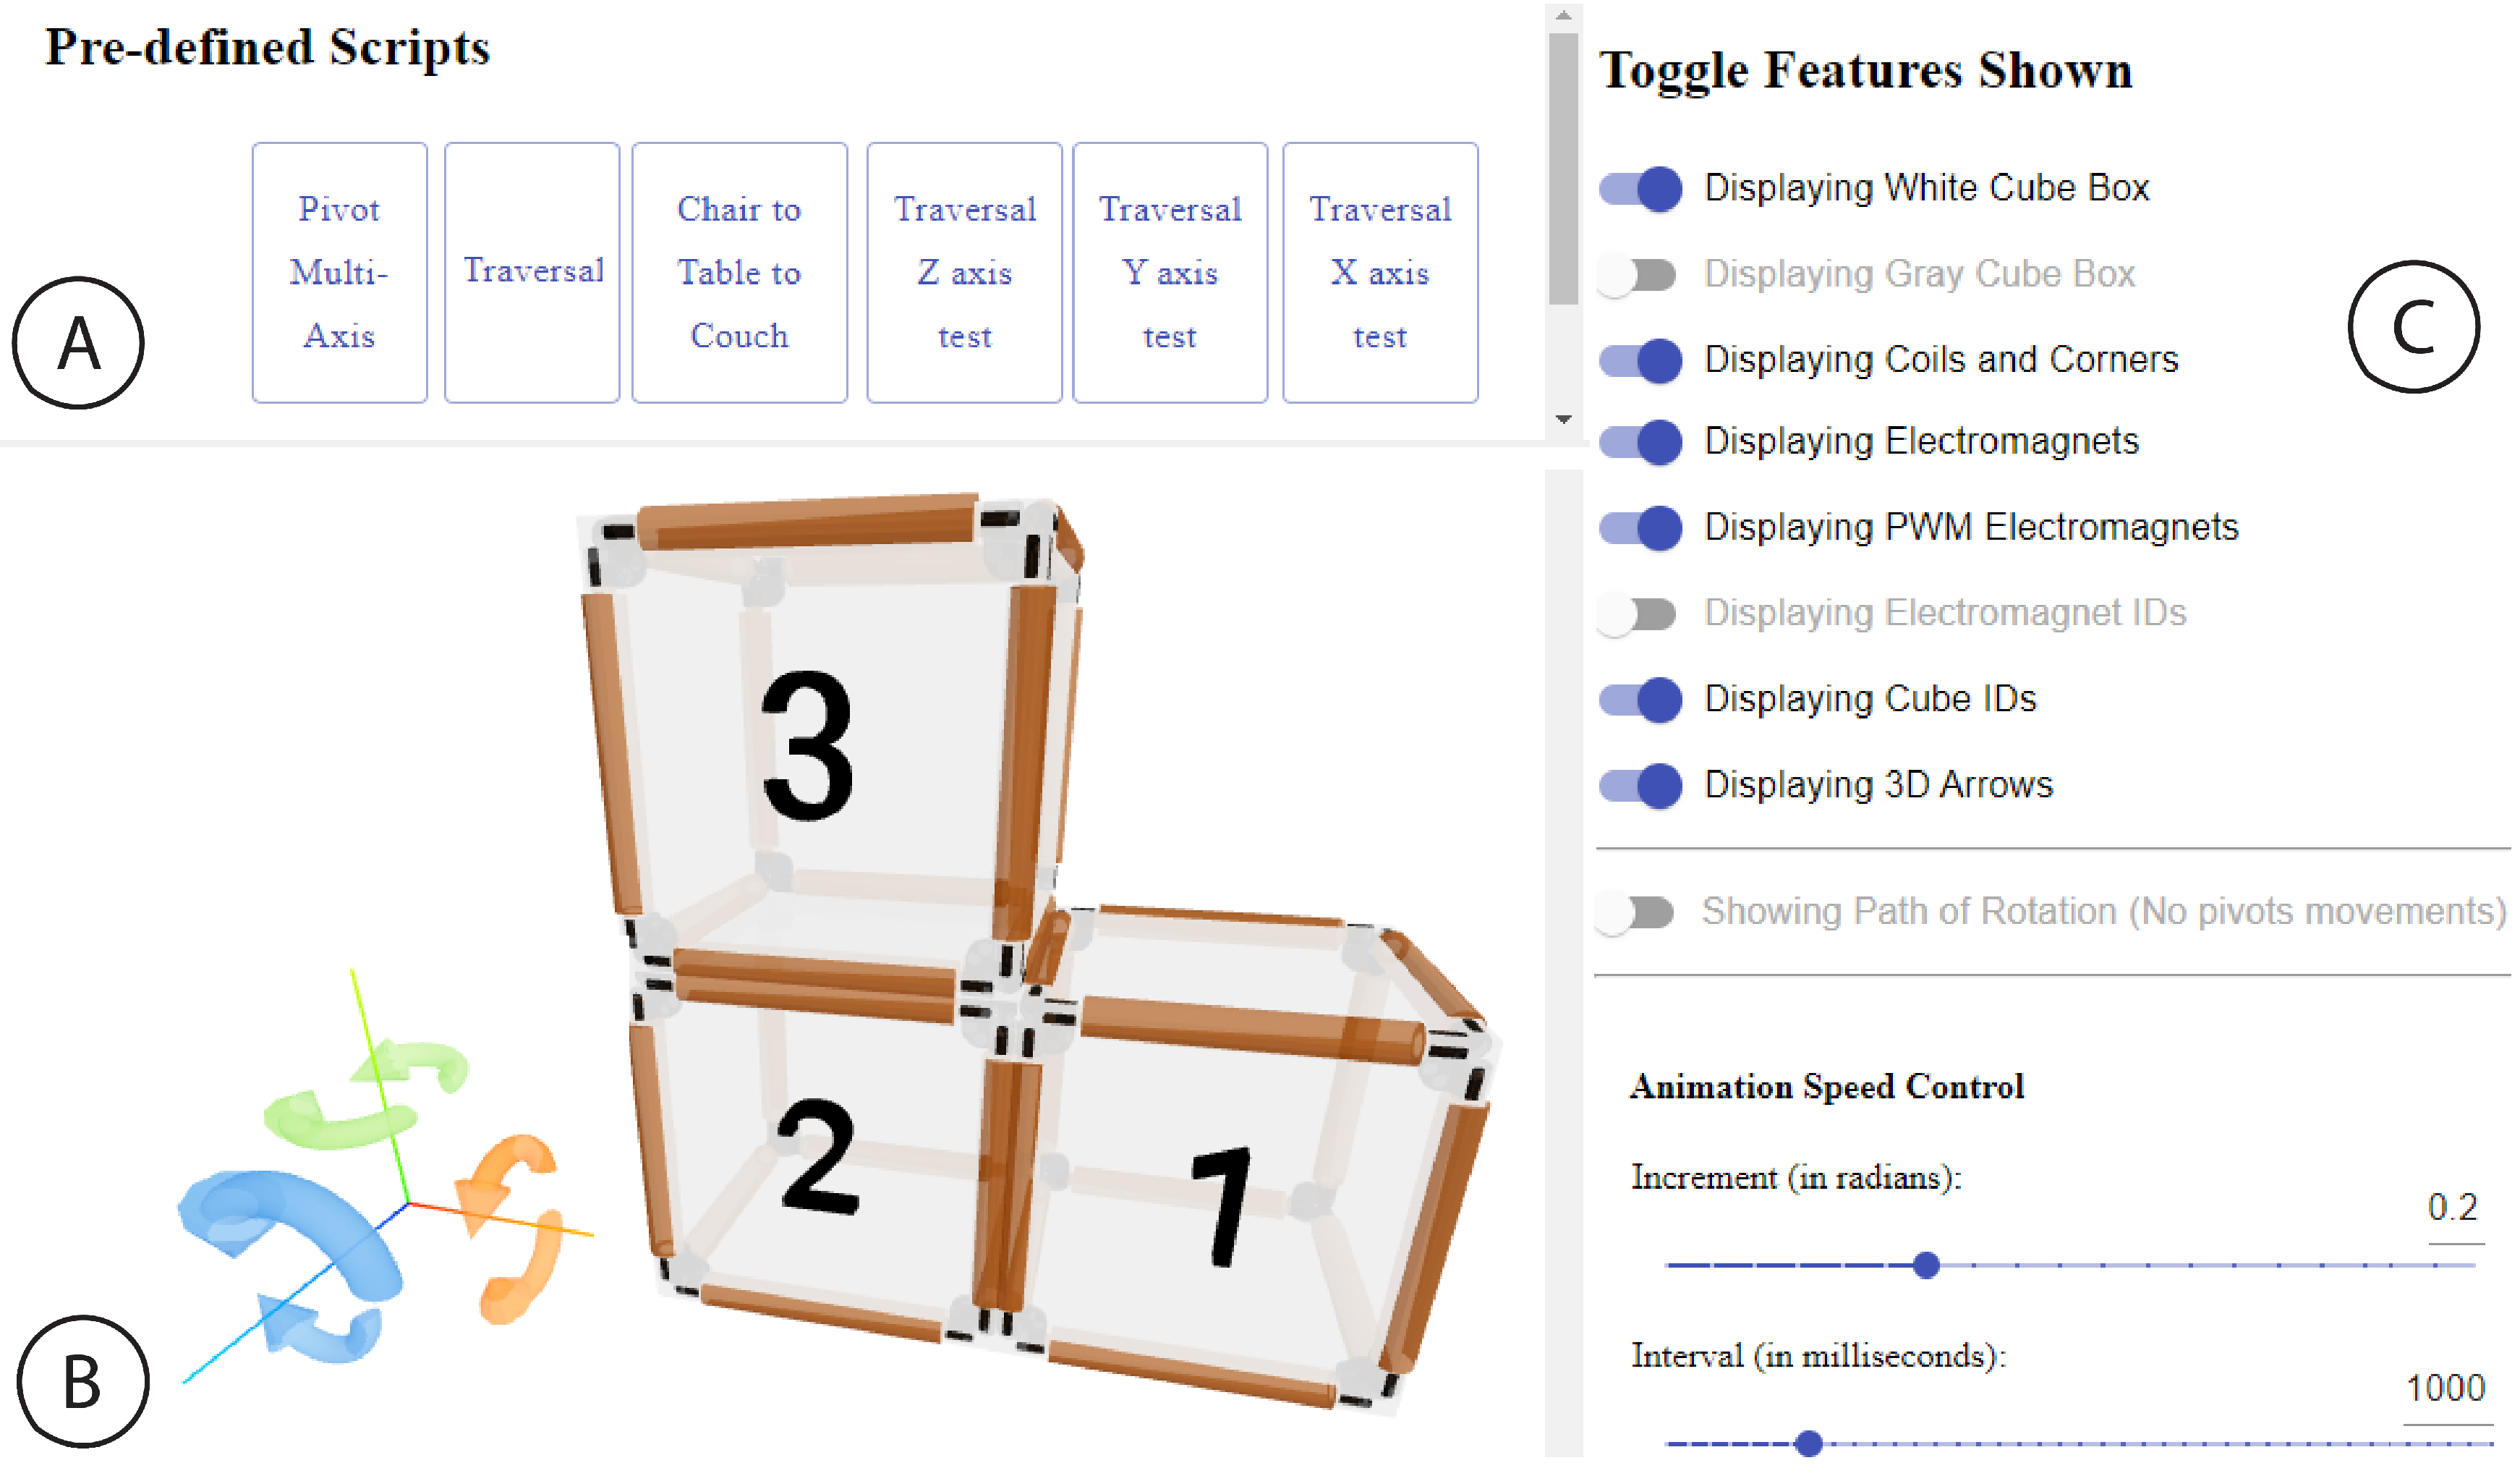 Pre-defined Scripts
Pivot
Multi-
Axis
Traversal
Chair to
Table to
Couch
Traversal
Z axis
test
Traversal
Y axis
test
Traversal
X axis
test
A
3
2
1
B
Toggle Features Shown
Displaying White Cube Box
Displaying Gray Cube Box
C
Displaying Coils and Corners
Displaying Electromagnets
Displaying PWM Electromagnets
Displaying Electromagnet IDs
Displaying Cube IDs
Displaying 3D Arrows
Showing Path of Rotation (No pivots movements)
Animation Speed Control
Increment (in radians):
0.2
Interval (in milliseconds):
1000